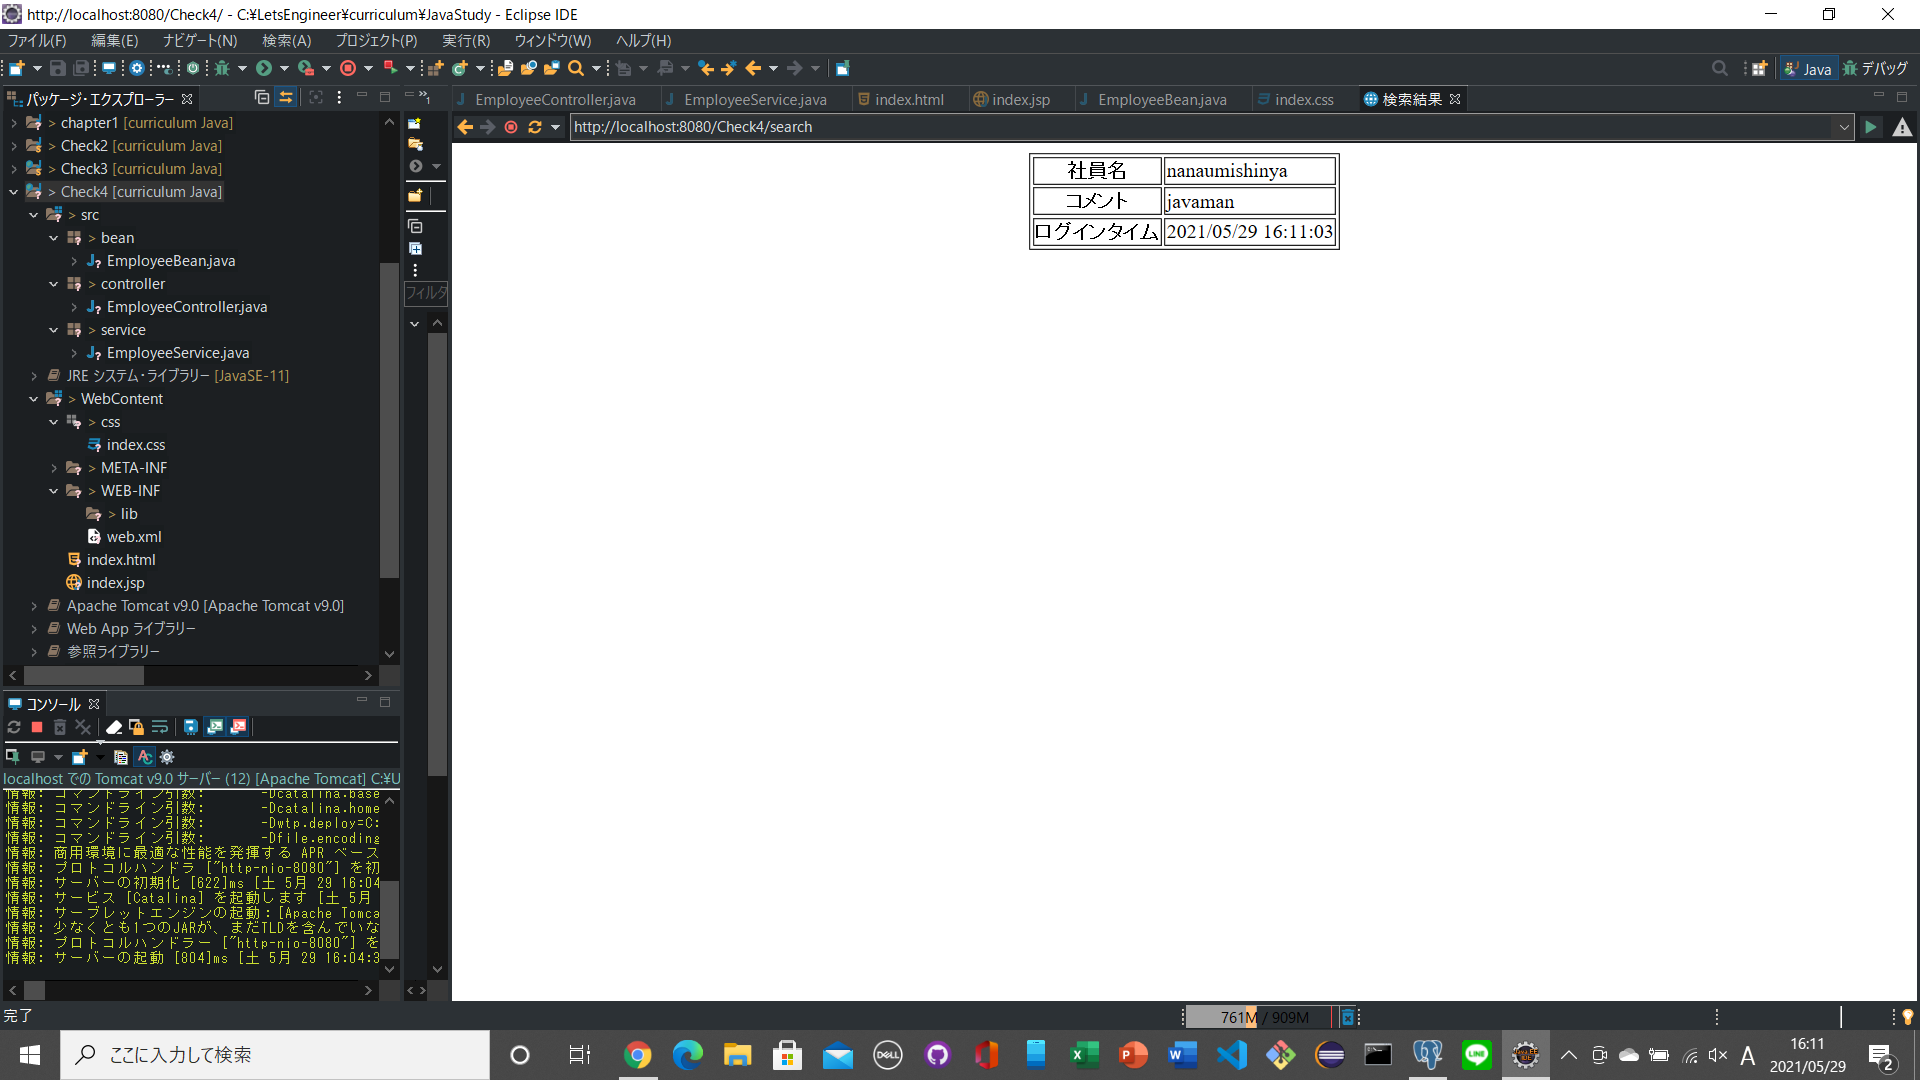 http://localhost:8080/Check4/ - C:¥LetsEngineer¥curriculum¥JavaStudy - Eclipse IDE
ファイル(F) 編集(E) ナビゲート(N) 検索(A) プロジェクト(P) 実行(R) ウィンドウ(W) ヘルプ(H)
Java デバッグ
パッケージ・エクスプローラー
EmployeeController.java EmployeeService.java index.html index.jsp EmployeeBean.java index.css 検索結果
http://localhost:8080/Check4/search
> chapter1 [curriculum Java]
> Check2 [curriculum Java]
> Check3 [curriculum Java]
> Check4 [curriculum Java]
> src
> bean
EmployeeBean.java
> controller
EmployeeController.java
> service
EmployeeService.java
JRE システム・ライブラリー [JavaSE-11]
> WebContent
> css
index.css
> META-INF
> WEB-INF
> lib
web.xml
index.html
index.jsp
Apache Tomcat v9.0 [Apache Tomcat v9.0]
Web App ライブラリー
参照ライブラリー
フィルタ
社員名 nanaumishinya
コメント javaman
ログインタイム 2021/05/29 16:11:03
コンソール
localhost での Tomcat v9.0 サーバー (12) [Apache Tomcat] C:¥U
情報: コマンドライン引数: -Dcatalina.base
情報: コマンドライン引数: -Dcatalina.home
情報: コマンドライン引数: -Dwtp.deploy=C:
情報: コマンドライン引数: -Dfile.encoding
情報: 商用環境に最適な性能を発揮する APR ベース
情報: プロトコルハンドラ ["http-nio-8080"] を初
情報: サーバーの初期化 [622]ms [土 5月 29 16:04
情報: サービス [Catalina] を起動します [土 5月
情報: サーブレットエンジンの起動：[Apache Tomca
情報: 少なくとも1つのJARが、まだTLDを含んでいな
情報: プロトコルハンドラー ["http-nio-8080"] を
情報: サーバーの起動 [804]ms [土 5月 29 16:04:3
完了
761M / 909M
ここに入力して検索
DELL
LINE
A
16:11
2021/05/29
2